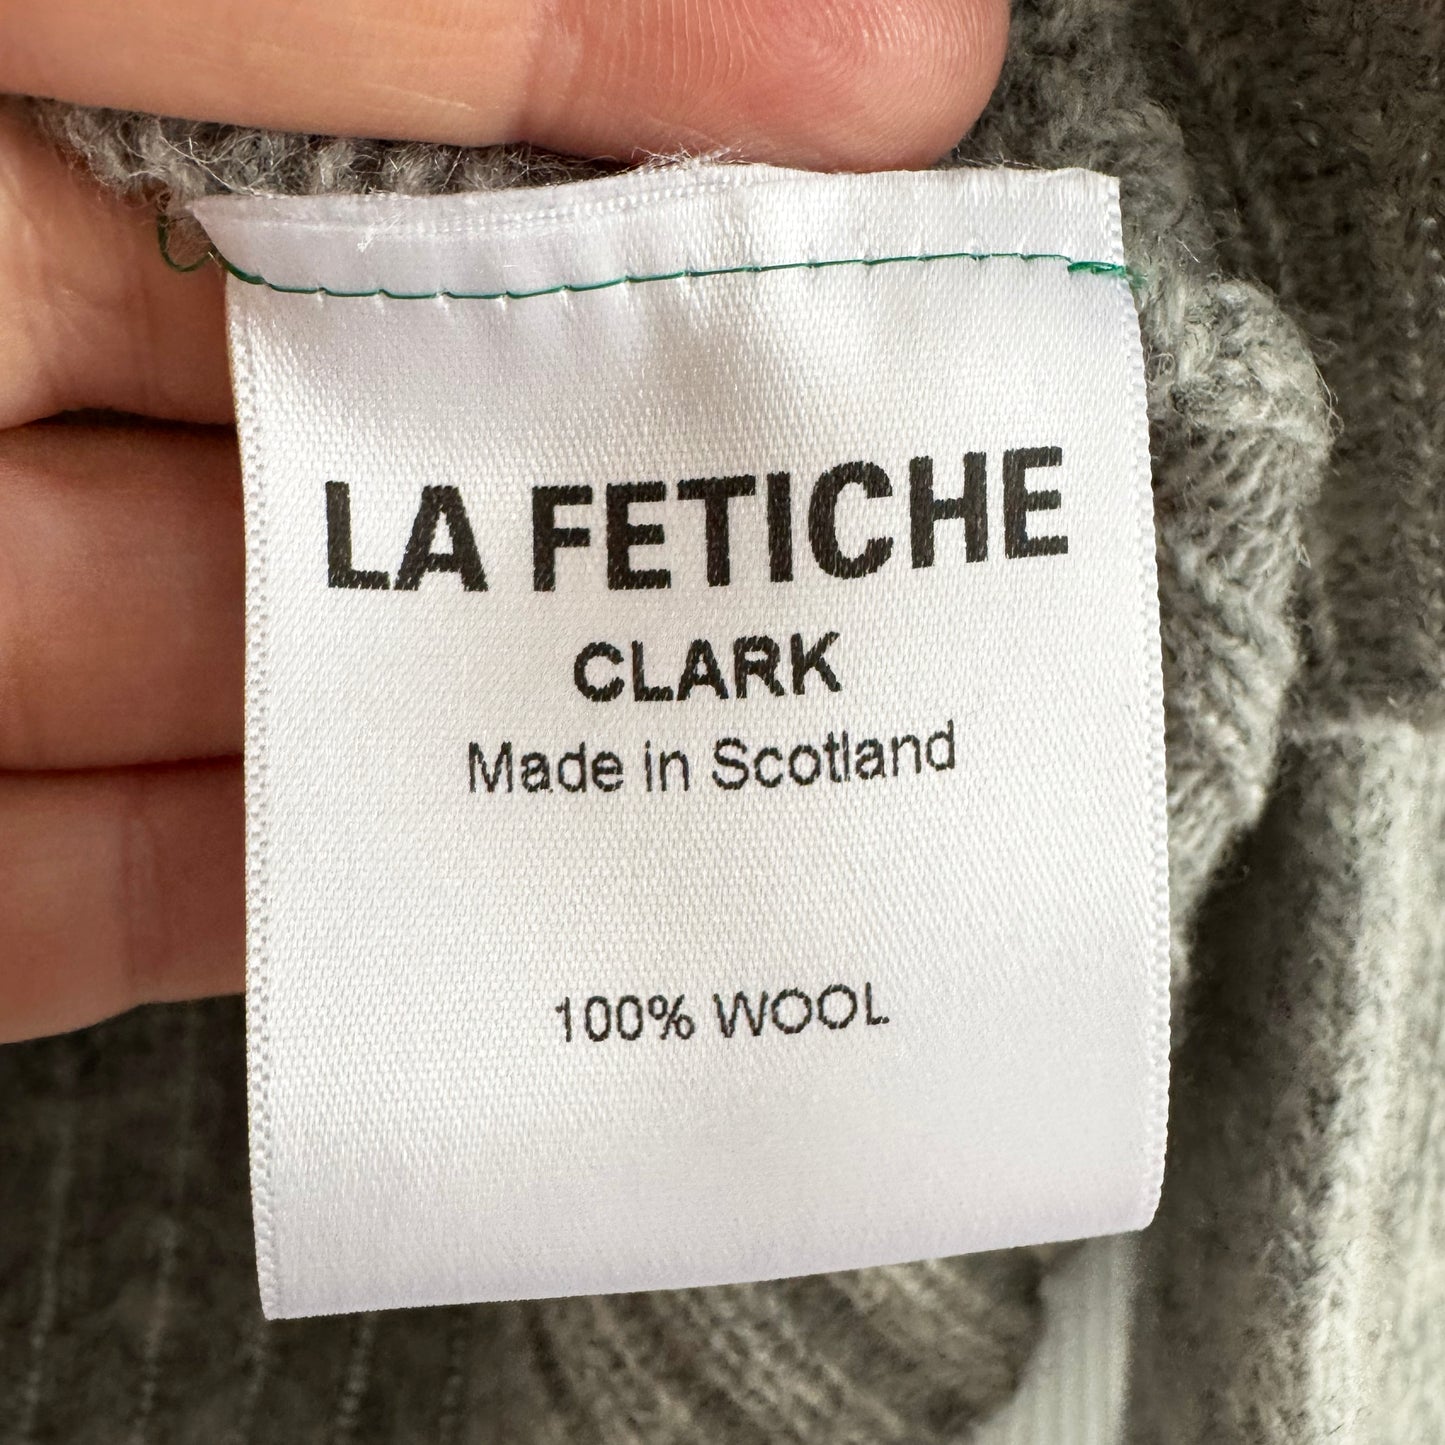 LA FETICHE
CLARK
Made in Scotland
100% WOOL